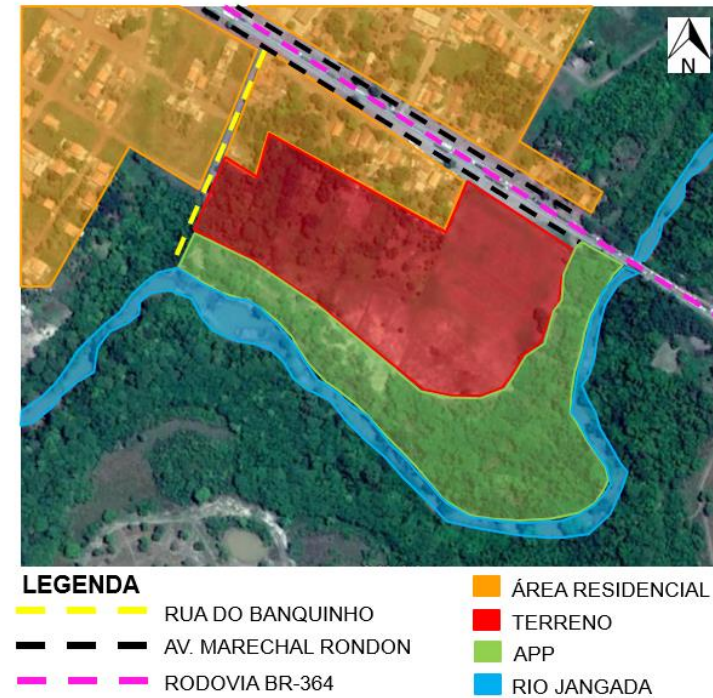 N
LEGENDA
RUA DO BANQUINHO
AV. MARECHAL RONDON
RODOVIA BR-364
ÁREA RESIDENCIAL
TERRENO
APP
RIO JANGADA